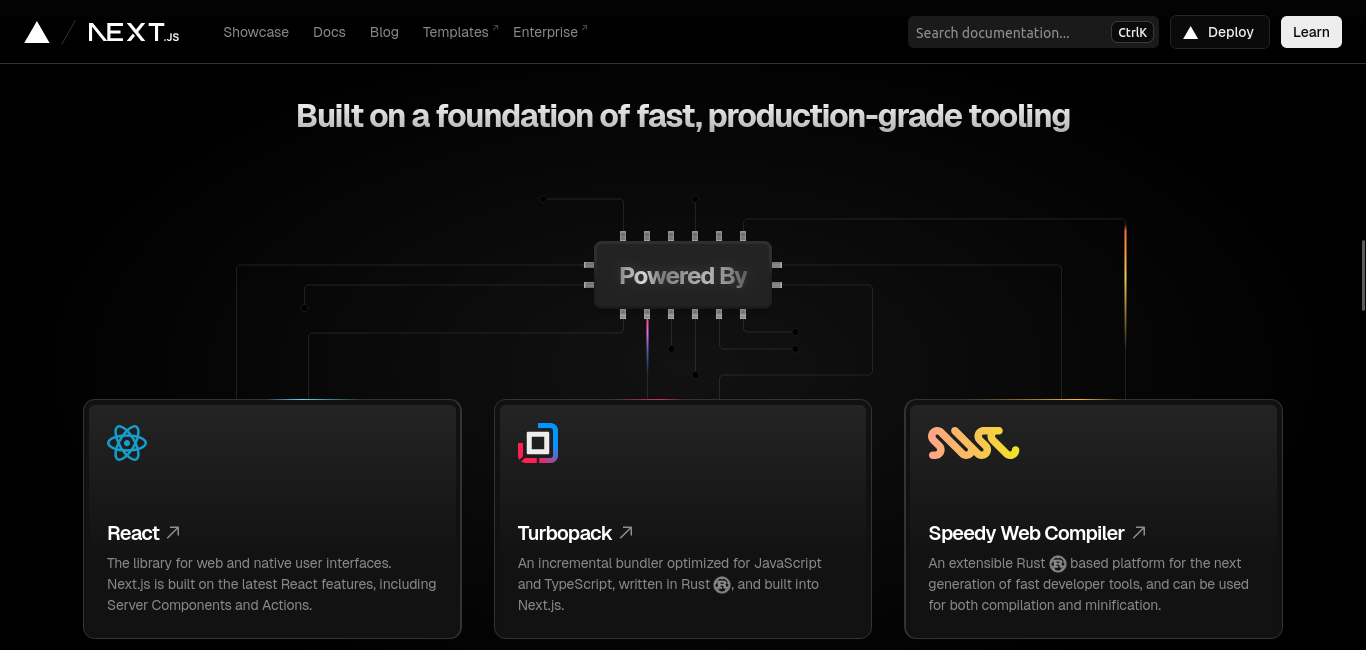 NEXT.JS
Showcase
Docs
Blog
Templates
Enterprise
Search documentation...
CtrlK
Deploy
Learn
Built on a foundation of fast, production-grade tooling
Powered By
React
The library for web and native user interfaces.
Next.js is built on the latest React features, including
Server Components and Actions.
Turbopack
An incremental bundler optimized for JavaScript
and TypeScript, written in Rust , and built into
Next.js.
Speedy Web Compiler
An extensible Rust based platform for the next
generation of fast developer tools, and can be used
for both compilation and minification.